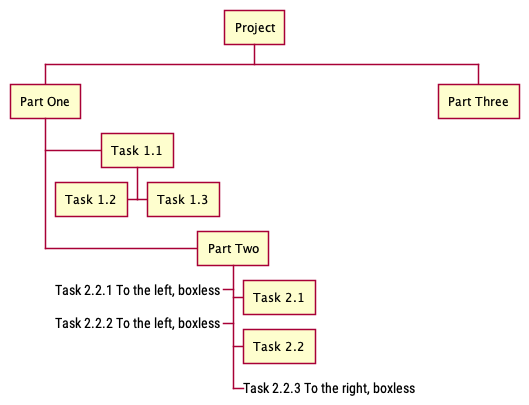 Project
Part One
Part Three
Task 1.1
Task 1.2
Task 1.3
Part Two
Task 2.2.1 To the left, boxless
Task 2.1
Task 2.2.2 To the left, boxless
Task 2.2
Task 2.2.3 To the right, boxless